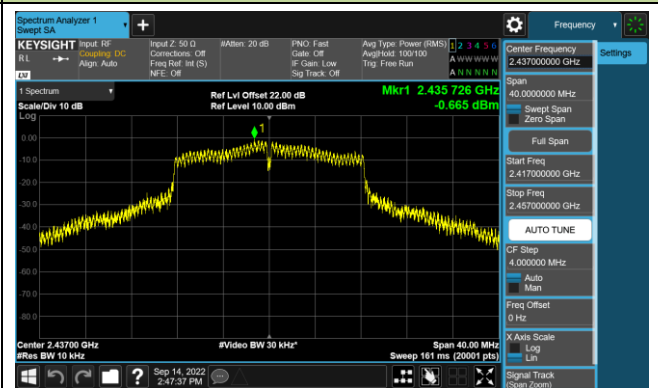 Spectrum Analyzer 1
Swept SA
+
Frequency
KEYSIGHT
Input: RF
Input Z: 50 Ω
#Atten: 20 dB
PNO: Fast
Avg Type: Power (RMS)
1 2 3 4 5 6
RL
Coupling: DC
Corrections: Off
Gate: Off
Avg|Hold: 100/100
A W W W W W
Align: Auto
Freq Ref: Int (S)
IF Gain: Low
Trig: Free Run
NFE: Off
Sig Track: Off
A N N N N N
LXI
Center Frequency
2.437000000 GHz
Settings
1 Spectrum
Ref Lvl Offset 22.00 dB
Mkr1 2.435 726 GHz
Scale/Div 10 dB
Ref Level 10.00 dBm
-0.665 dBm
Log
0.00
-10.0
-20.0
-30.0
-40.0
-50.0
-60.0
-70.0
-80.0
1
Span
40.0000000 MHz
Swept Span
Zero Span
Full Span
Start Freq
2.417000000 GHz
Stop Freq
2.457000000 GHz
AUTO TUNE
CF Step
4.000000 MHz
Auto
Man
Freq Offset
0 Hz
X Axis Scale
Log
Lin
Signal Track
(Span Zoom)
Center 2.43700 GHz
#Video BW 30 kHz*
Span 40.00 MHz
#Res BW 10 kHz
Sweep 161 ms (20001 pts)
?
Sep 14, 2022
2:47:37 PM